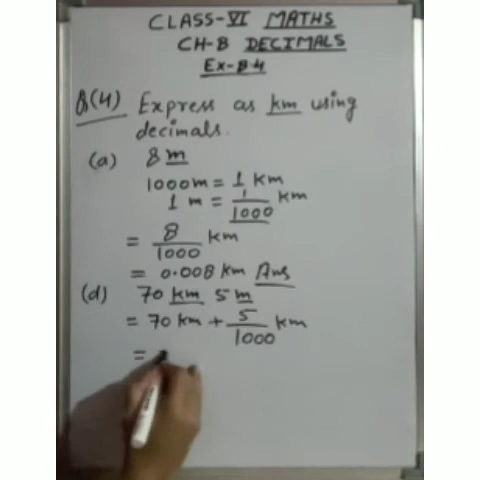 CLASS-VI MATHS
CH-8 DECIMALS
Ex-8.4
Q(4) Express as km using
decimals.
(a) 8 m
1000m = 1 km
1 m = 1/1000 km
= 8/1000 km
= 0.008 km Ans
(d) 70 km 5 m
= 70 km + 5/1000 km
=